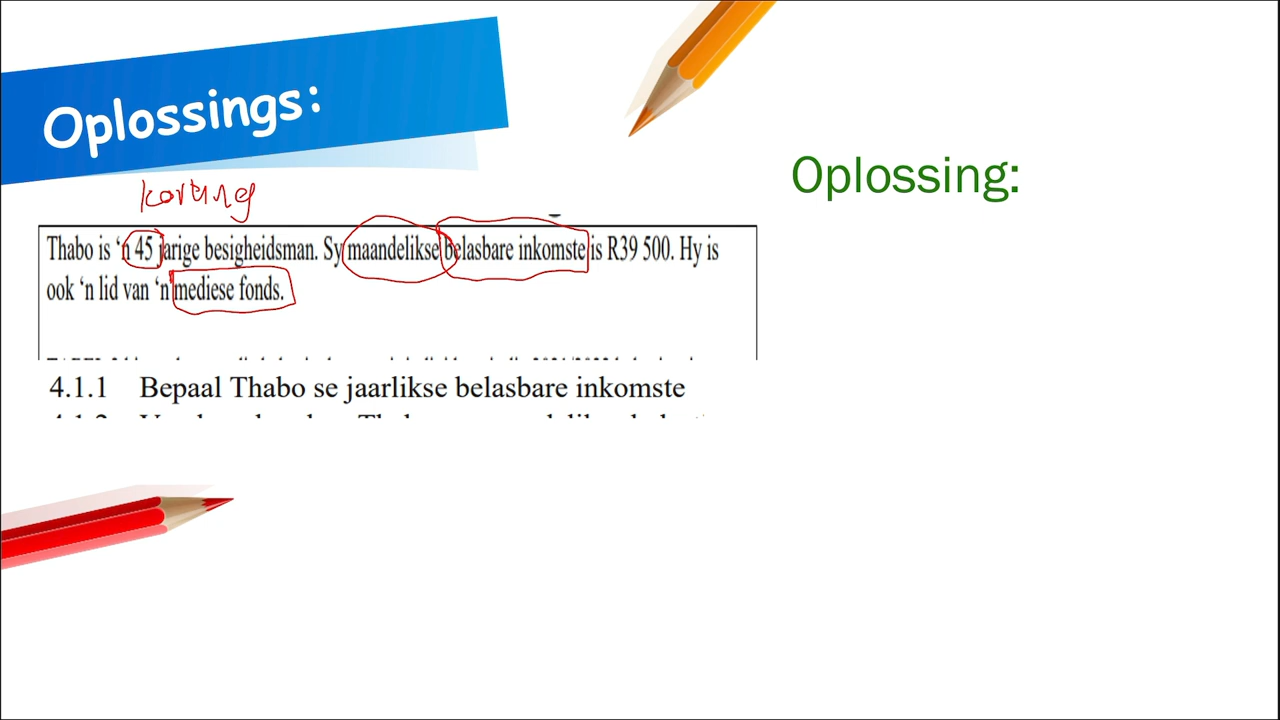 Oplossings:
Oplossing:
korting
Thabo is ‘n 45 jarige besigheidsman. Sy maandelikse belasbare inkomste is R39 500. Hy is
ook ‘n lid van ‘n mediese fonds.
4.1.1 Bepaal Thabo se jaarlikse belasbare inkomste